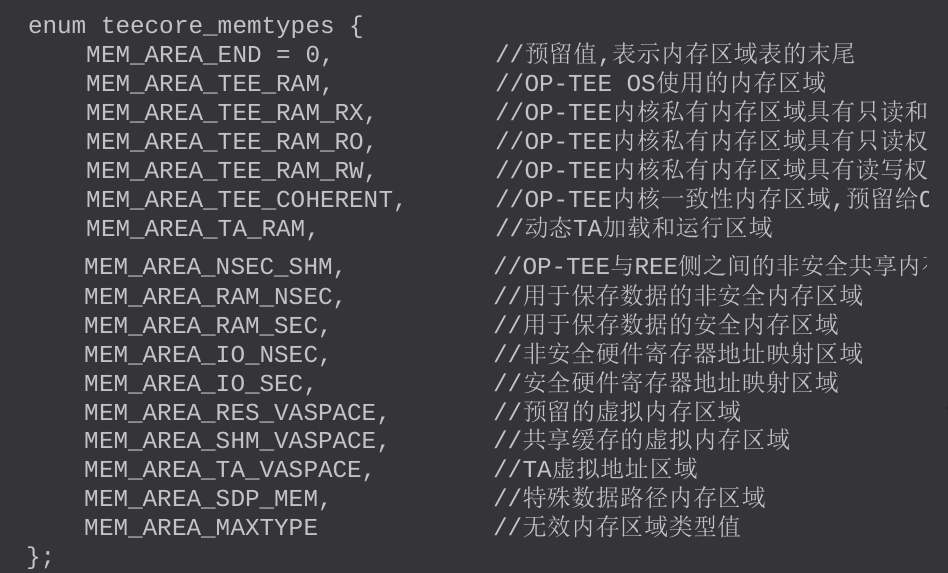 enum teecore_memtypes {
MEM_AREA_END = 0, //预留值,表示内存区域表的末尾
MEM_AREA_TEE_RAM, //OP-TEE OS使用的内存区域
MEM_AREA_TEE_RAM_RX, //OP-TEE内核私有内存区域具有只读和
MEM_AREA_TEE_RAM_RO, //OP-TEE内核私有内存区域具有只读权
MEM_AREA_TEE_RAM_RW, //OP-TEE内核私有内存区域具有读写权
MEM_AREA_TEE_COHERENT, //OP-TEE内核一致性内存区域,预留给
MEM_AREA_TA_RAM, //动态TA加载和运行区域
MEM_AREA_NSEC_SHM, //OP-TEE与REE侧之间的非安全共享内
MEM_AREA_RAM_NSEC, //用于保存数据的非安全内存区域
MEM_AREA_RAM_SEC, //用于保存数据的安全内存区域
MEM_AREA_IO_NSEC, //非安全硬件寄存器地址映射区域
MEM_AREA_IO_SEC, //安全硬件寄存器地址映射区域
MEM_AREA_RES_VASPACE, //预留的虚拟内存区域
MEM_AREA_SHM_VASPACE, //共享缓存的虚拟内存区域
MEM_AREA_TA_VASPACE, //TA虚拟地址区域
MEM_AREA_SDP_MEM, //特殊数据路径内存区域
MEM_AREA_MAXTYPE //无效内存区域类型值
};